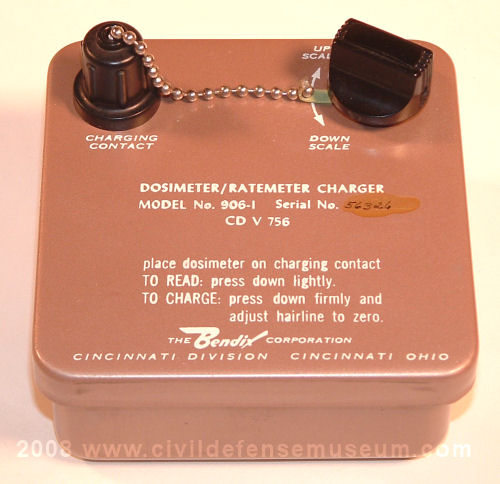 UP
SCALE
CHARGING
CONTACT
DOWN
SCALE
DOSIMETER/RATEMETER CHARGER
MODEL No. 906-1 Serial No. 56326
CD V 756
place dosimeter on charging contact
TO READ: press down lightly.
TO CHARGE: press down firmly and
adjust hairline to zero.
THE Bendix CORPORATION
CINCINNATI DIVISION CINCINNATI OHIO
2008 www.civildefensemuseum.com